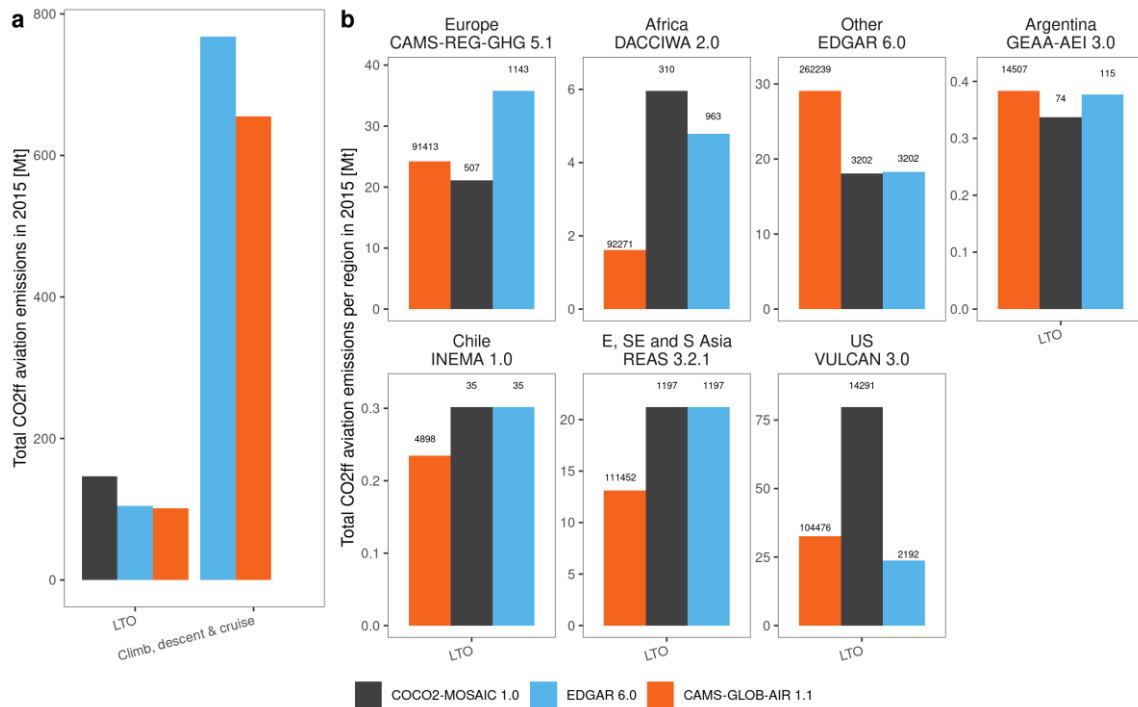 a
Total CO2ff aviation emissions in 2015 [Mt]
800
600
400
200
0
LTO
Climb, descent & cruise
b
Total CO2ff aviation emissions per region in 2015 [Mt]
Europe
CAMS-REG-GHG 5.1
40
30
20
10
0
91413
507
1143
Africa
DACCIWA 2.0
6
4
2
0
92271
310
963
Other
EDGAR 6.0
30
20
10
0
262239
3202
3202
Argentina
GEAA-AEI 3.0
0.4
0.3
0.2
0.1
0.0
14507
74
115
LTO
Chile
INEMA 1.0
0.3
0.2
0.1
0.0
4898
35
35
LTO
E, SE and S Asia
REAS 3.2.1
20
15
10
5
0
111452
1197
1197
LTO
US
VULCAN 3.0
75
50
25
0
104476
14291
2192
LTO
COCO2-MOSAIC 1.0
EDGAR 6.0
CAMS-GLOB-AIR 1.1